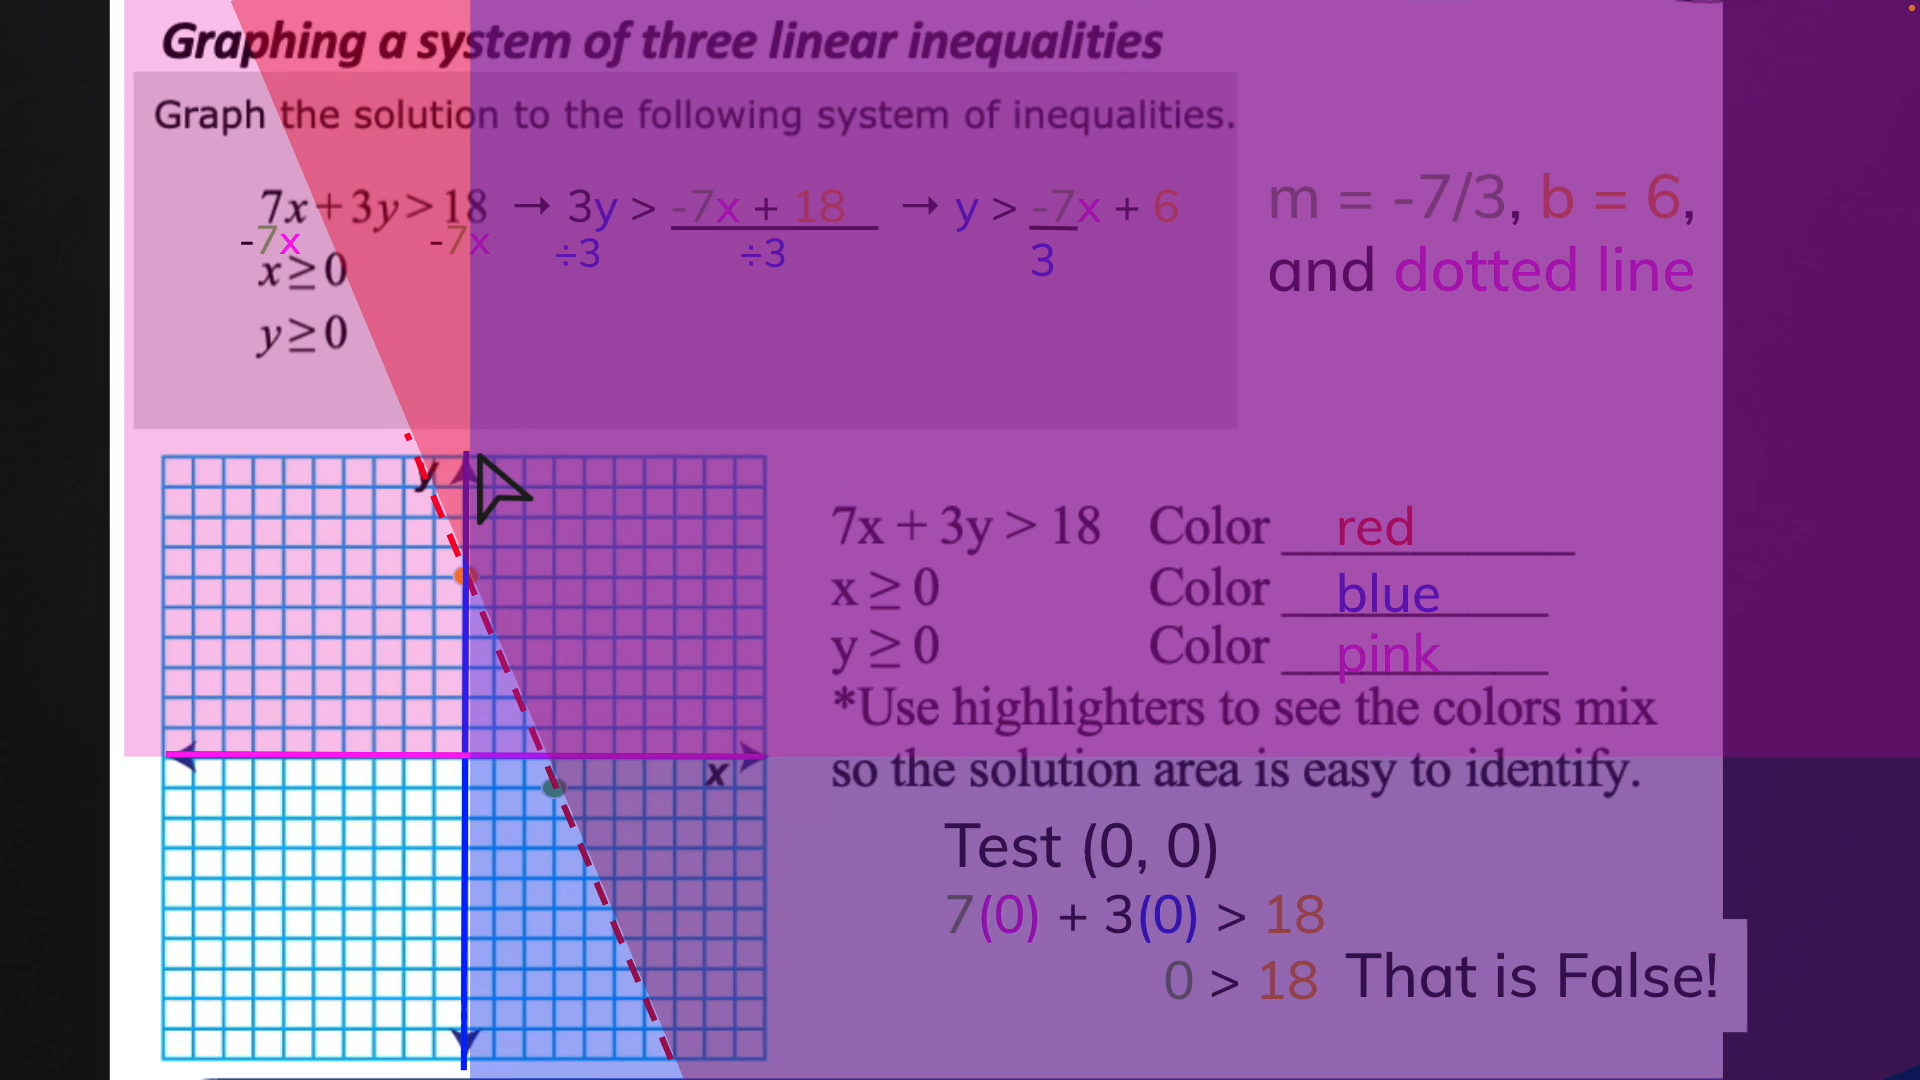 Graphing a system of three linear inequalities
Graph the solution to the following system of inequalities.
7x + 3y > 18 → 3y > -7x + 18 → y > -7x + 6
-7x -7x ÷3 ÷3 3
x ≥ 0
y ≥ 0
m = -7/3, b = 6,
and dotted line
y
x
7x + 3y > 18 Color red
x ≥ 0 Color blue
y ≥ 0 Color pink
*Use highlighters to see the colors mix
so the solution area is easy to identify.
Test (0, 0)
7(0) + 3(0) > 18
0 > 18 That is False!